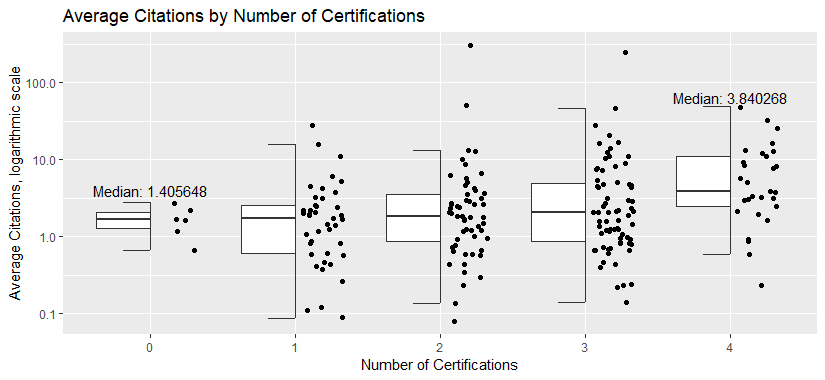 Average Citations by Number of Certifications
Average Citations, logarithmic scale
100.0
10.0
1.0
0.1
Median: 1.405648
Median: 3.840268
0
1
2
3
4
Number of Certifications